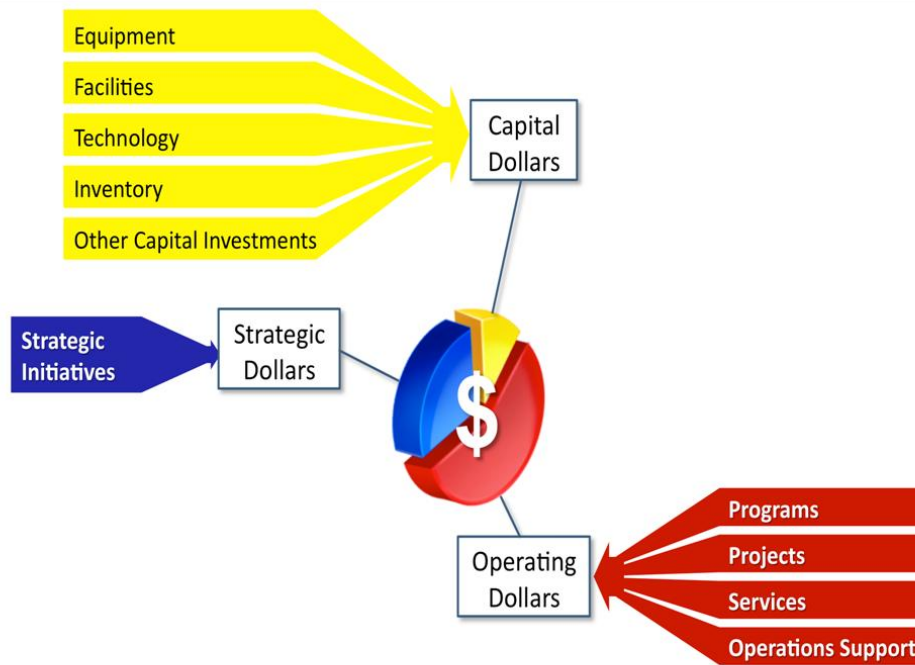 Equipment
Facilities
Technology
Inventory
Other Capital Investments
Capital
Dollars
Strategic
Initiatives
Strategic
Dollars
$
Operating
Dollars
Programs
Projects
Services
Operations Support